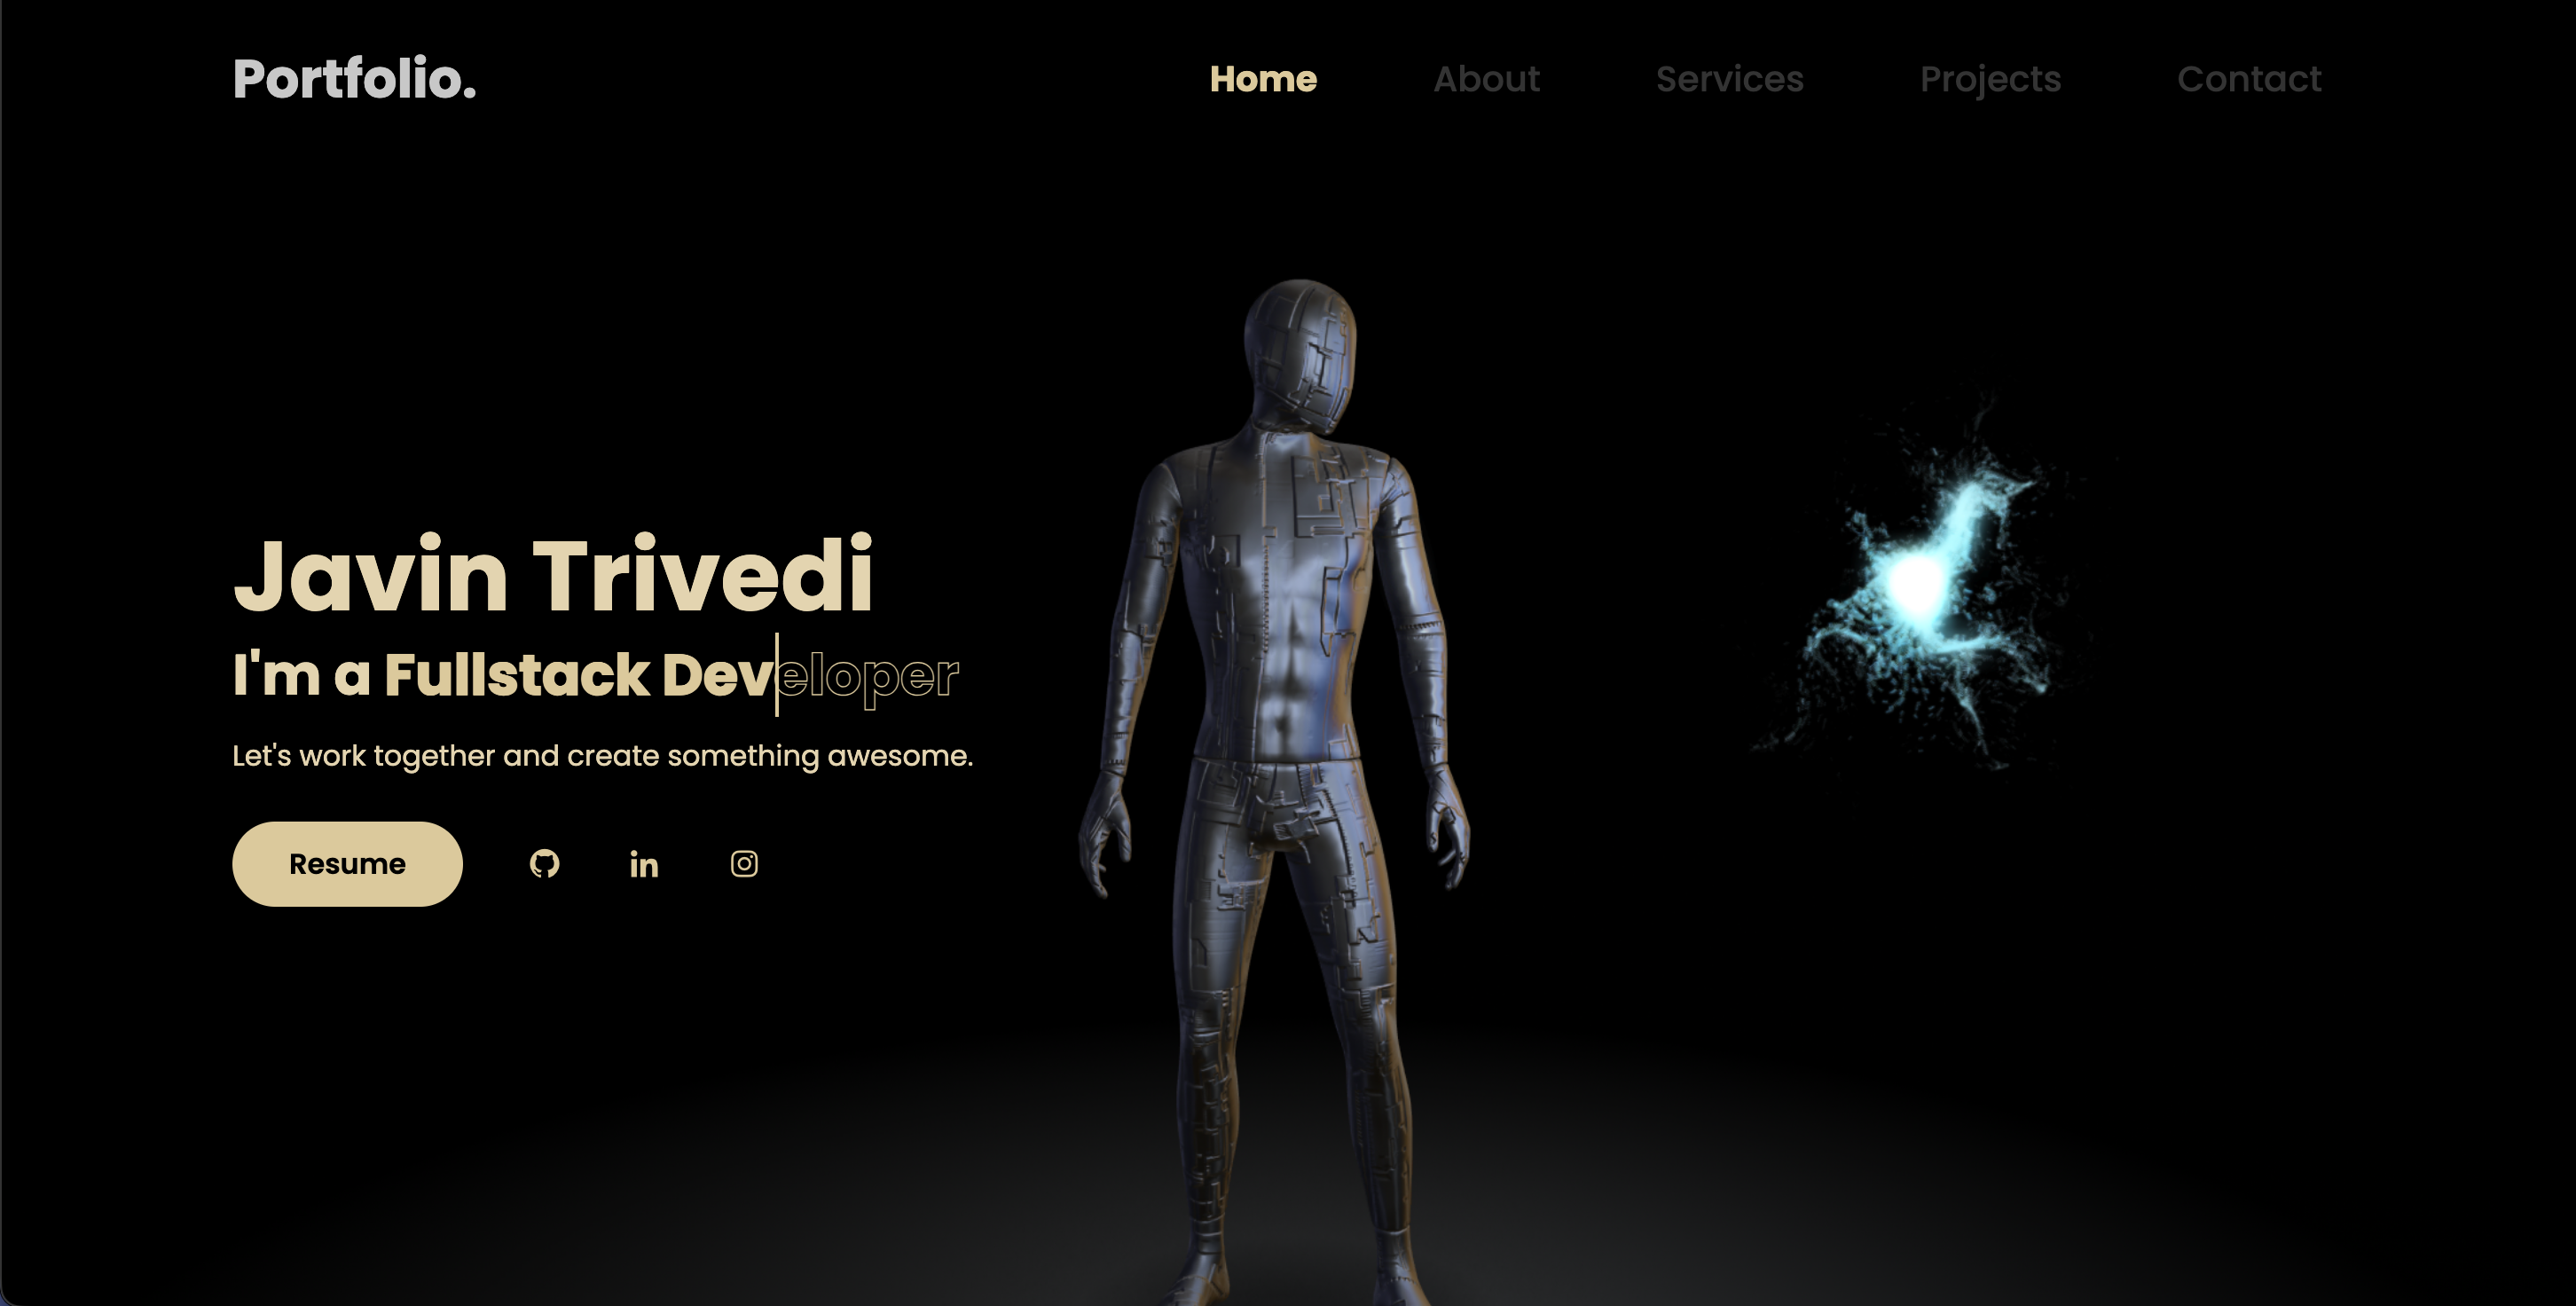 Portfolio.
Home About Services Projects Contact
Javin Trivedi
I'm a Fullstack Developer
Let's work together and create something awesome.
Resume
in